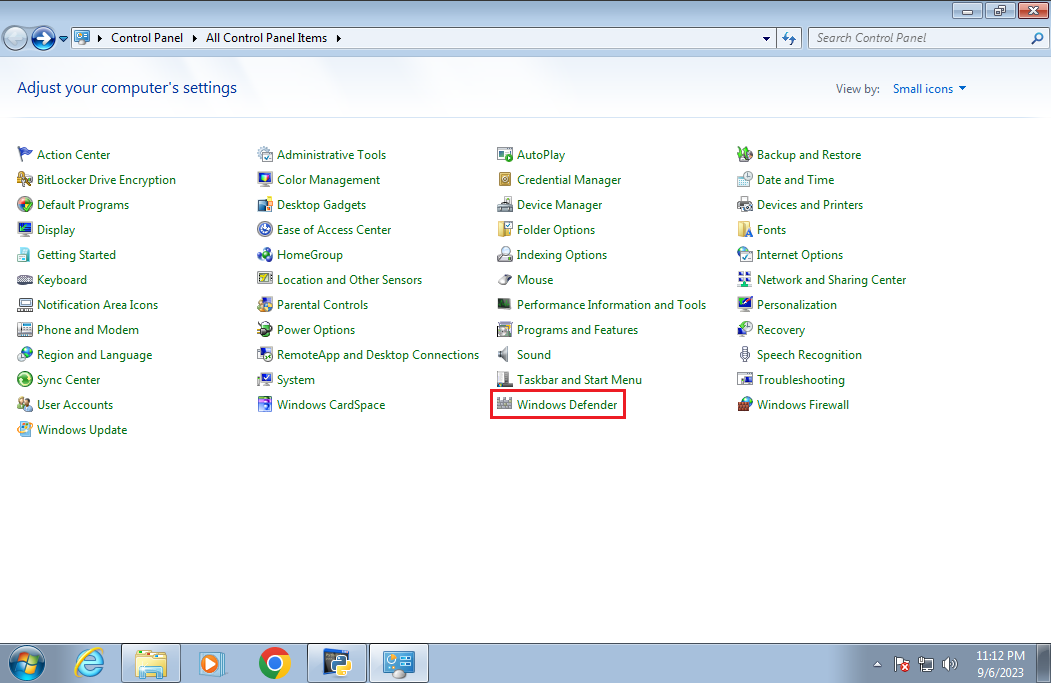 Control Panel All Control Panel Items Search Control Panel
Adjust your computer's settings View by: Small icons
Action Center Administrative Tools AutoPlay Backup and Restore
BitLocker Drive Encryption Color Management Credential Manager Date and Time
Default Programs Desktop Gadgets Device Manager Devices and Printers
Display Ease of Access Center Folder Options Fonts
Getting Started HomeGroup Indexing Options Internet Options
Keyboard Location and Other Sensors Mouse Network and Sharing Center
Notification Area Icons Parental Controls Performance Information and Tools Personalization
Phone and Modem Power Options Programs and Features Recovery
Region and Language RemoteApp and Desktop Connections Sound Speech Recognition
Sync Center System Taskbar and Start Menu Troubleshooting
User Accounts Windows CardSpace Windows Defender Windows Firewall
Windows Update
11:12 PM
9/6/2023